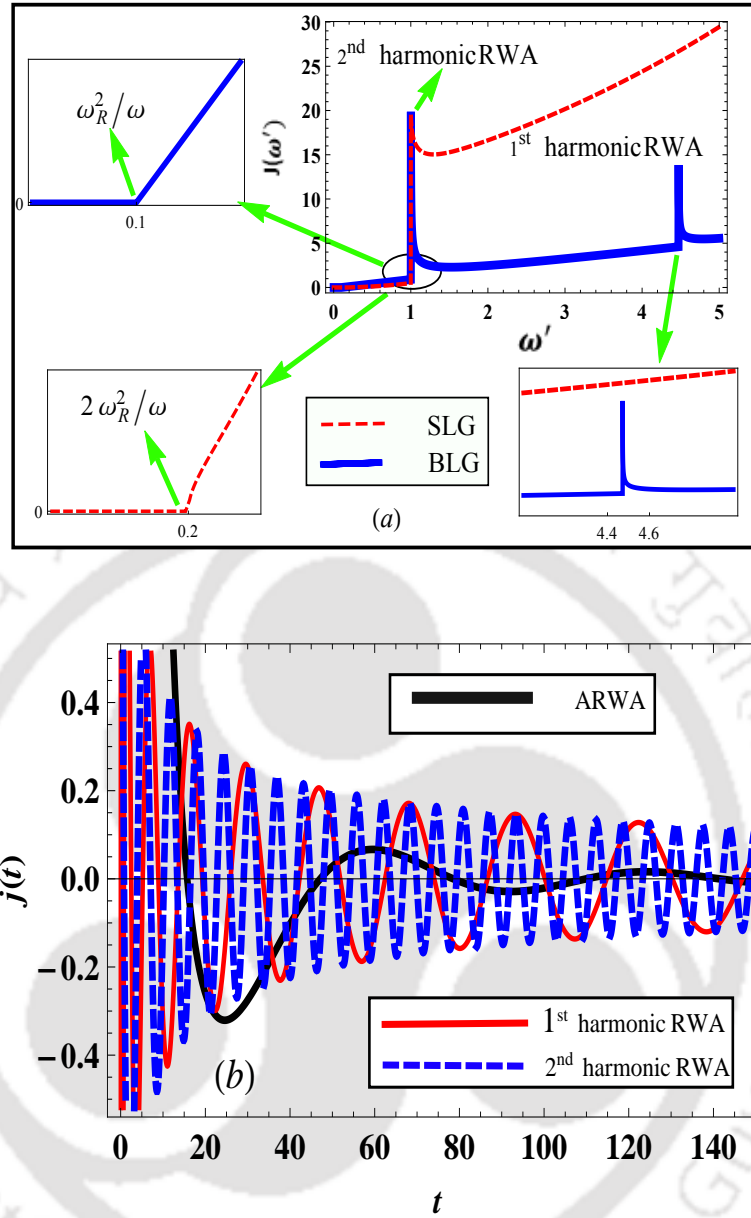 30
25
20
15
10
5
0
J(ω′)
2nd harmonic RWA
1st harmonic RWA
0 1 2 3 4 5
ω′
ω_R^2/ω
0
0.1
2 ω_R^2/ω
0
0.2
SLG
BLG
(a)
4.4 4.6
0.4
0.2
0.0
−0.2
−0.4
j(t)
ARWA
1st harmonic RWA
2nd harmonic RWA
(b)
0 20 40 60 80 100 120 140
t